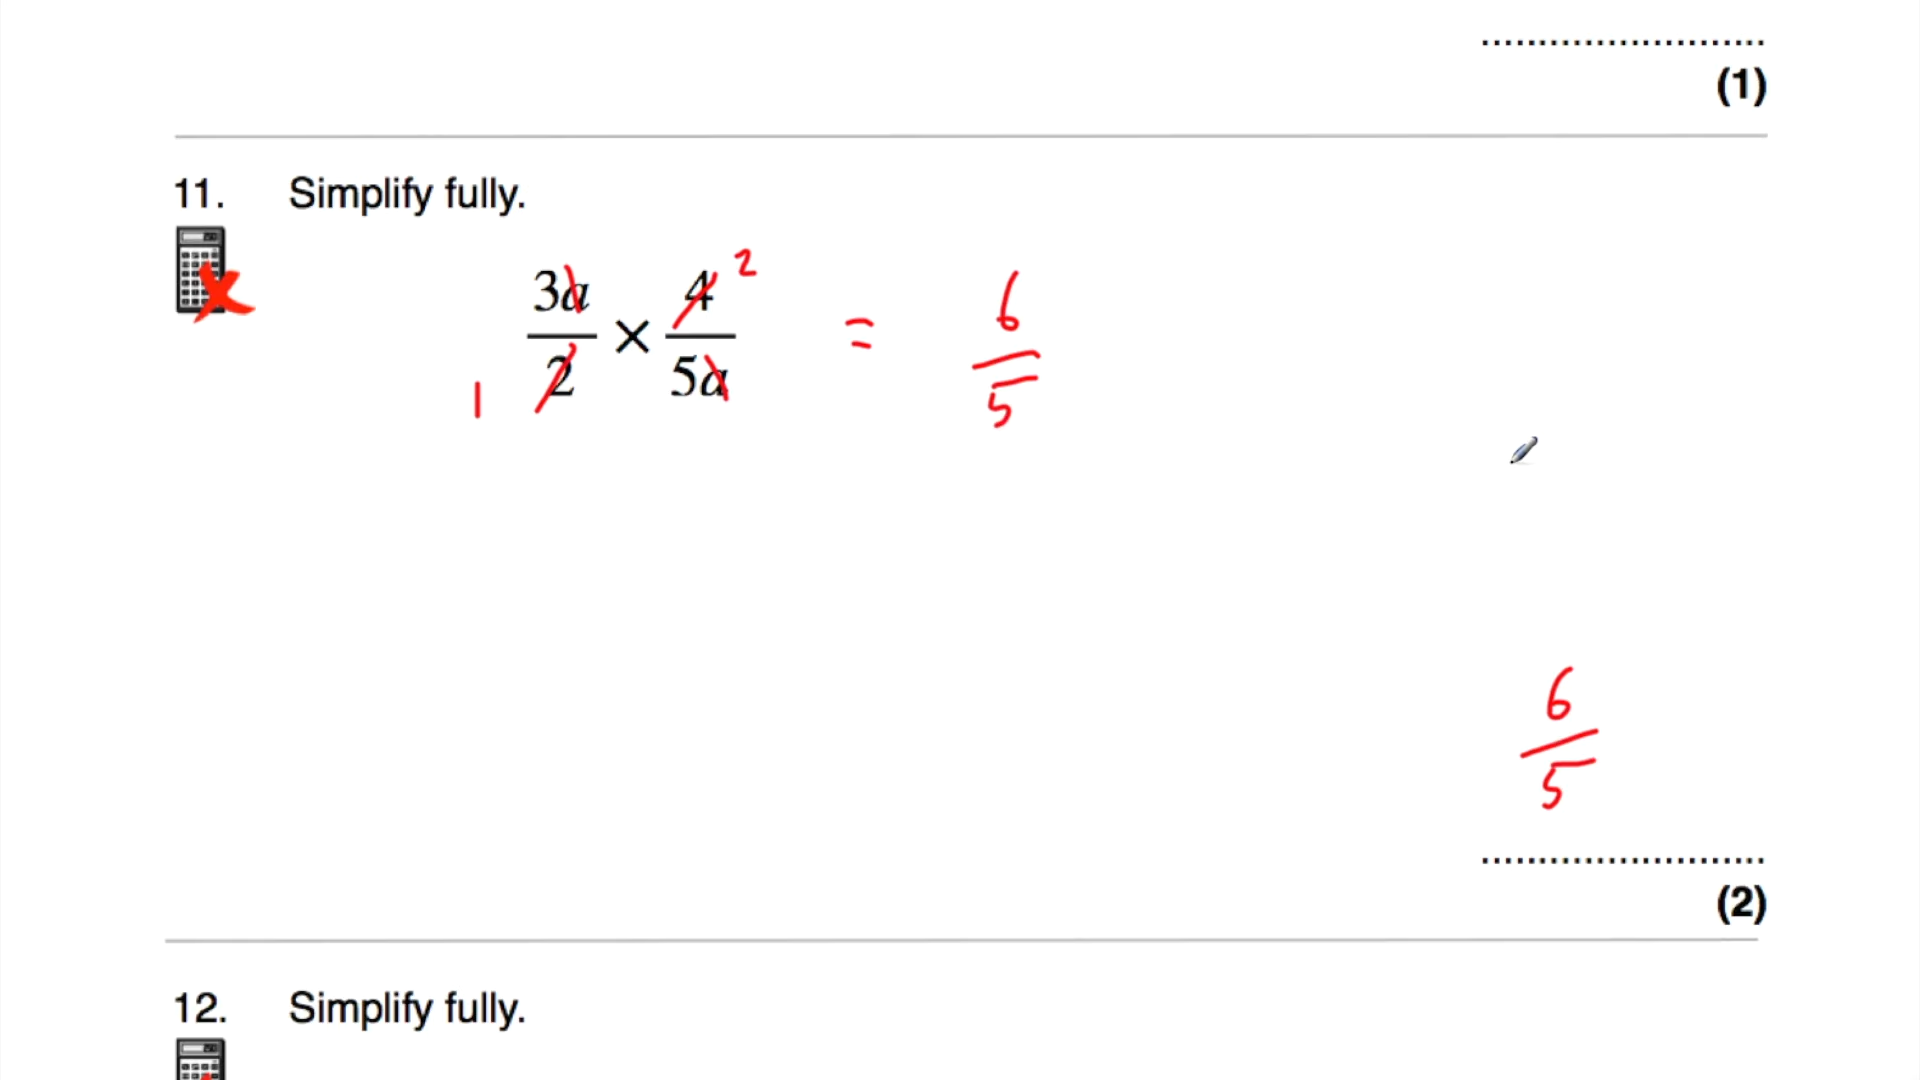 ........................
(1)
11. Simplify fully.
3a/2 × 4/5a = 6/5
2
1
6/5
........................
(2)
12. Simplify fully.